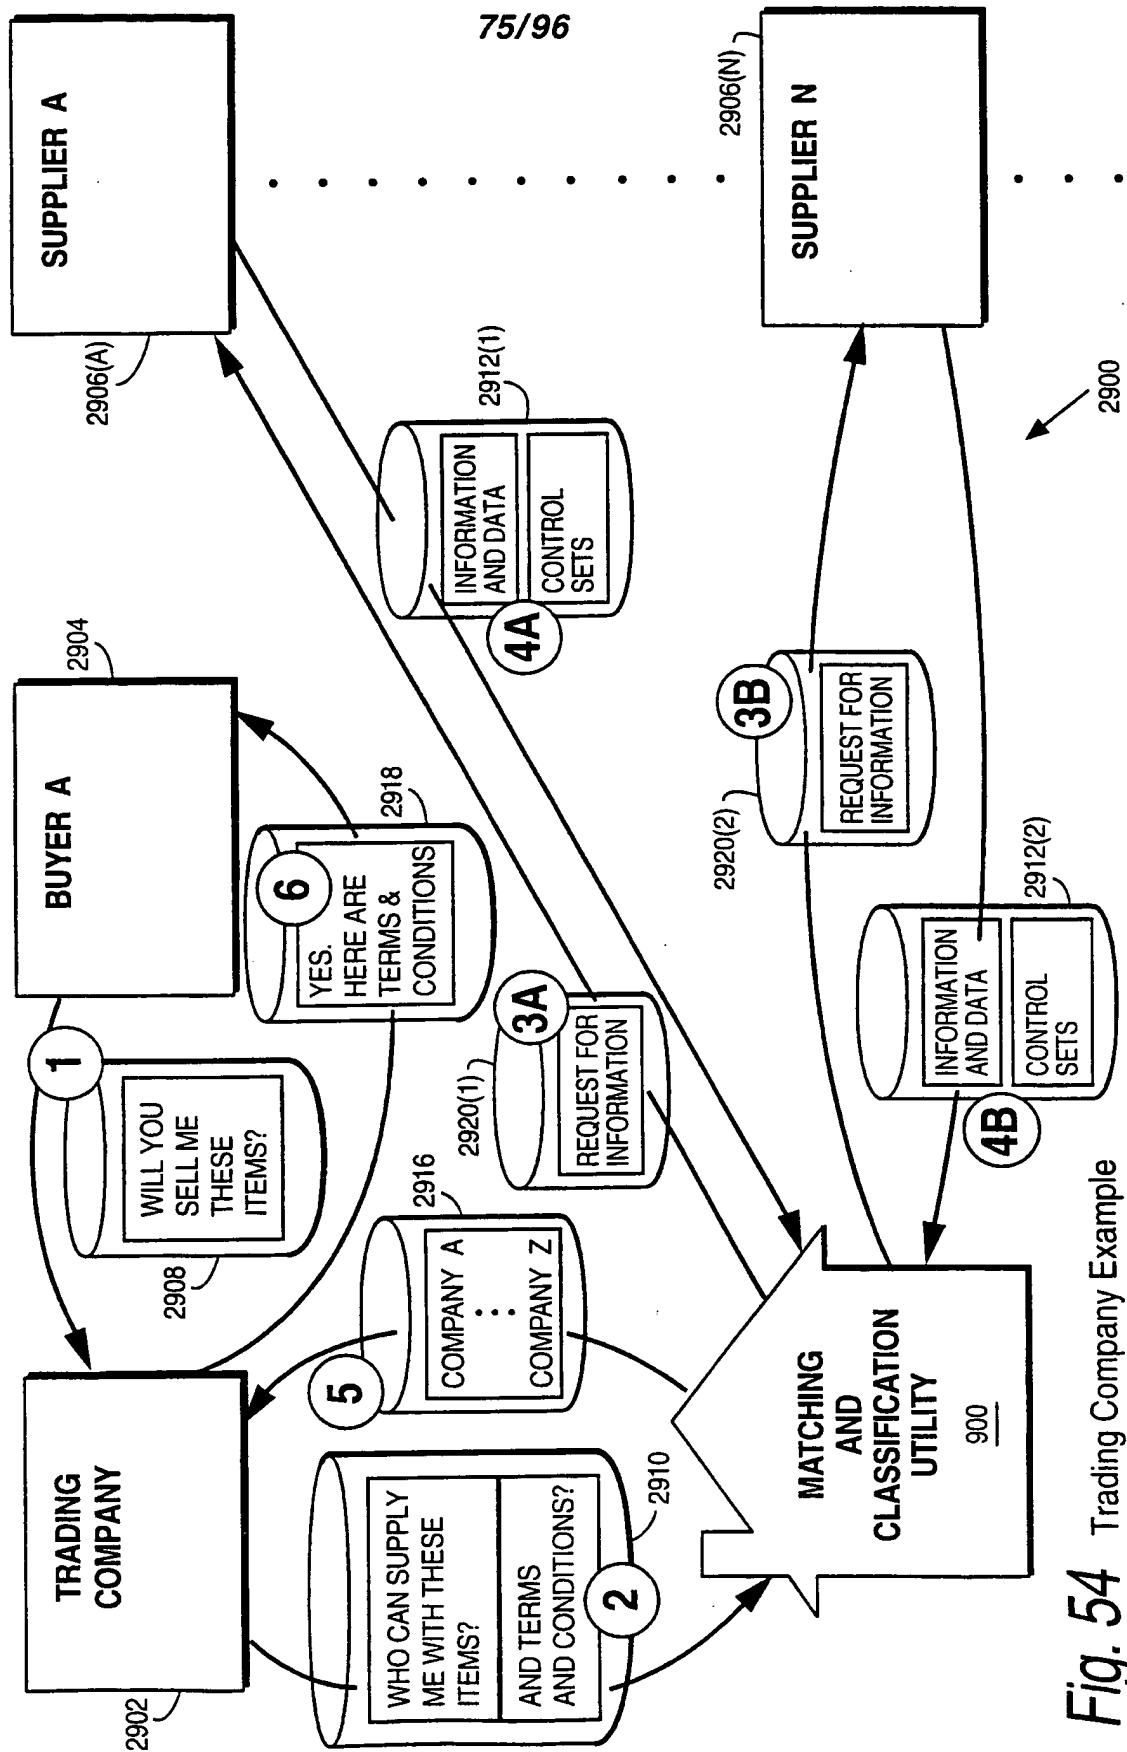 75/96
TRADING
COMPANY
2902
BUYER A
2904
SUPPLIER A
2906(A)
1
WILL YOU
SELL ME
THESE
ITEMS?
2908
6
YES.
HERE ARE
TERMS &
CONDITIONS
2918
5
COMPANY A
COMPANY Z
2916
2
WHO CAN SUPPLY
ME WITH THESE
ITEMS?
AND TERMS
AND CONDITIONS?
2910
3A
REQUEST FOR
INFORMATION
2920(1)
4A
INFORMATION
AND DATA
CONTROL
SETS
2912(1)
MATCHING
AND
CLASSIFICATION
UTILITY
900
3B
REQUEST FOR
INFORMATION
2920(2)
4B
INFORMATION
AND DATA
CONTROL
SETS
2912(2)
SUPPLIER N
2906(N)
2900
Fig. 54 Trading Company Example